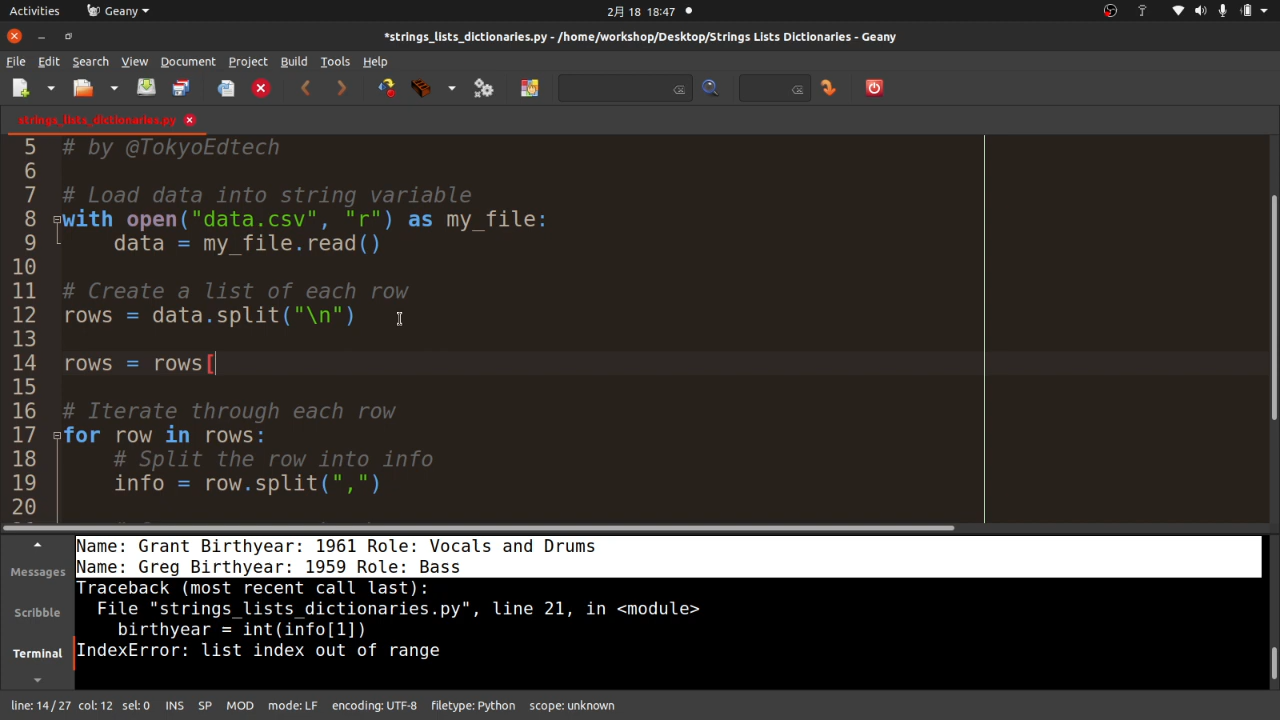 Activities Geany 2月 18 18:47
*strings_lists_dictionaries.py - /home/workshop/Desktop/Strings Lists Dictionaries - Geany
File Edit Search View Document Project Build Tools Help
strings_lists_dictionaries.py
5 # by @TokyoEdtech
6
7 # Load data into string variable
8 with open("data.csv", "r") as my_file:
9 data = my_file.read()
10
11 # Create a list of each row
12 rows = data.split("\n")
13
14 rows = rows[
15
16 # Iterate through each row
17 for row in rows:
18 # Split the row into info
19 info = row.split(",")
20
Name: Grant Birthyear: 1961 Role: Vocals and Drums
Messages Name: Greg Birthyear: 1959 Role: Bass
Traceback (most recent call last):
Scribble File "strings_lists_dictionaries.py", line 21, in <module>
birthyear = int(info[1])
Terminal IndexError: list index out of range
line: 14 / 27 col: 12 sel: 0 INS SP MOD mode: LF encoding: UTF-8 filetype: Python scope: unknown